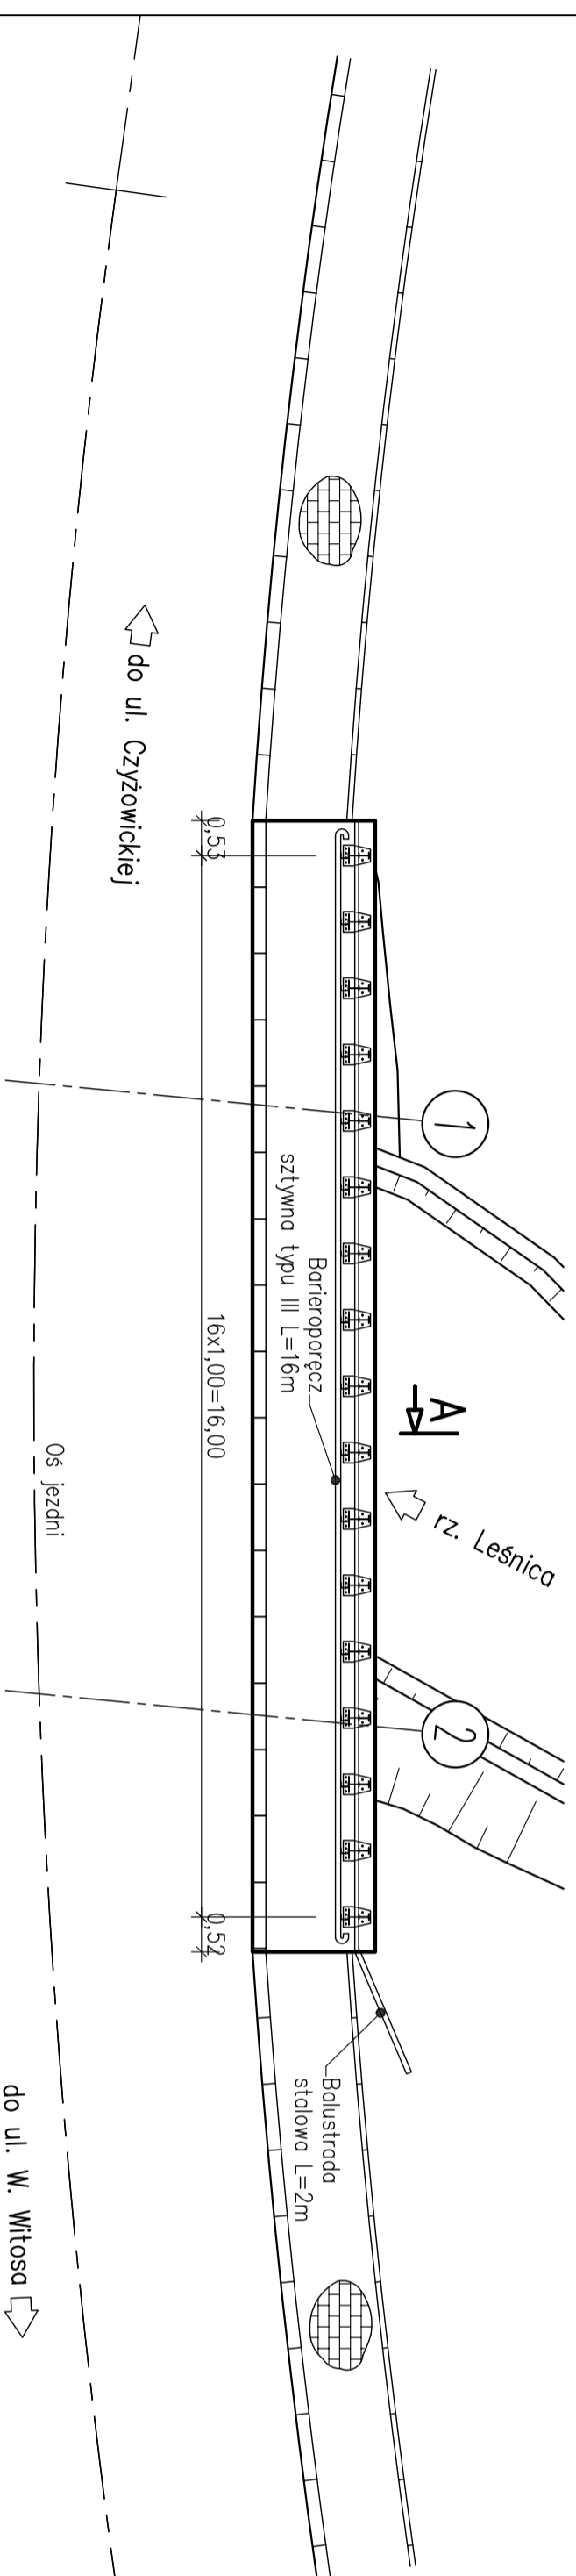 do ul. Czyżowickiej
0,53
1
Barieroporęcz
sztywna typu III L=16m
16x1,00=16,00
A
rz. Leśnica
Oś jezdni
2
0,52
Balustrada
stalowa L=2m
do ul. W. Witosa